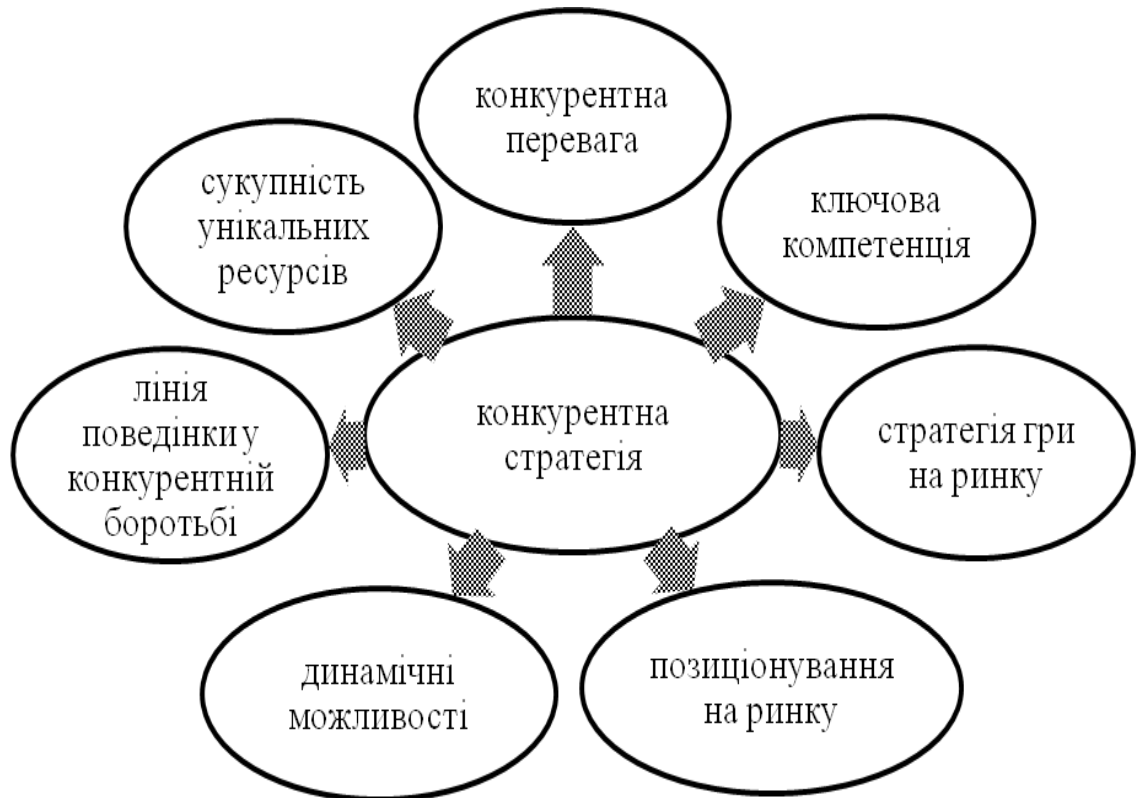 конкурентна
перевага
сукупність
унікальних
ресурсів
ключова
компетенція
лінія
поведінки у
конкурентній
боротьбі
конкурентна
стратегія
стратегія гри
на ринку
динамічні
можливості
позиціонування
на ринку